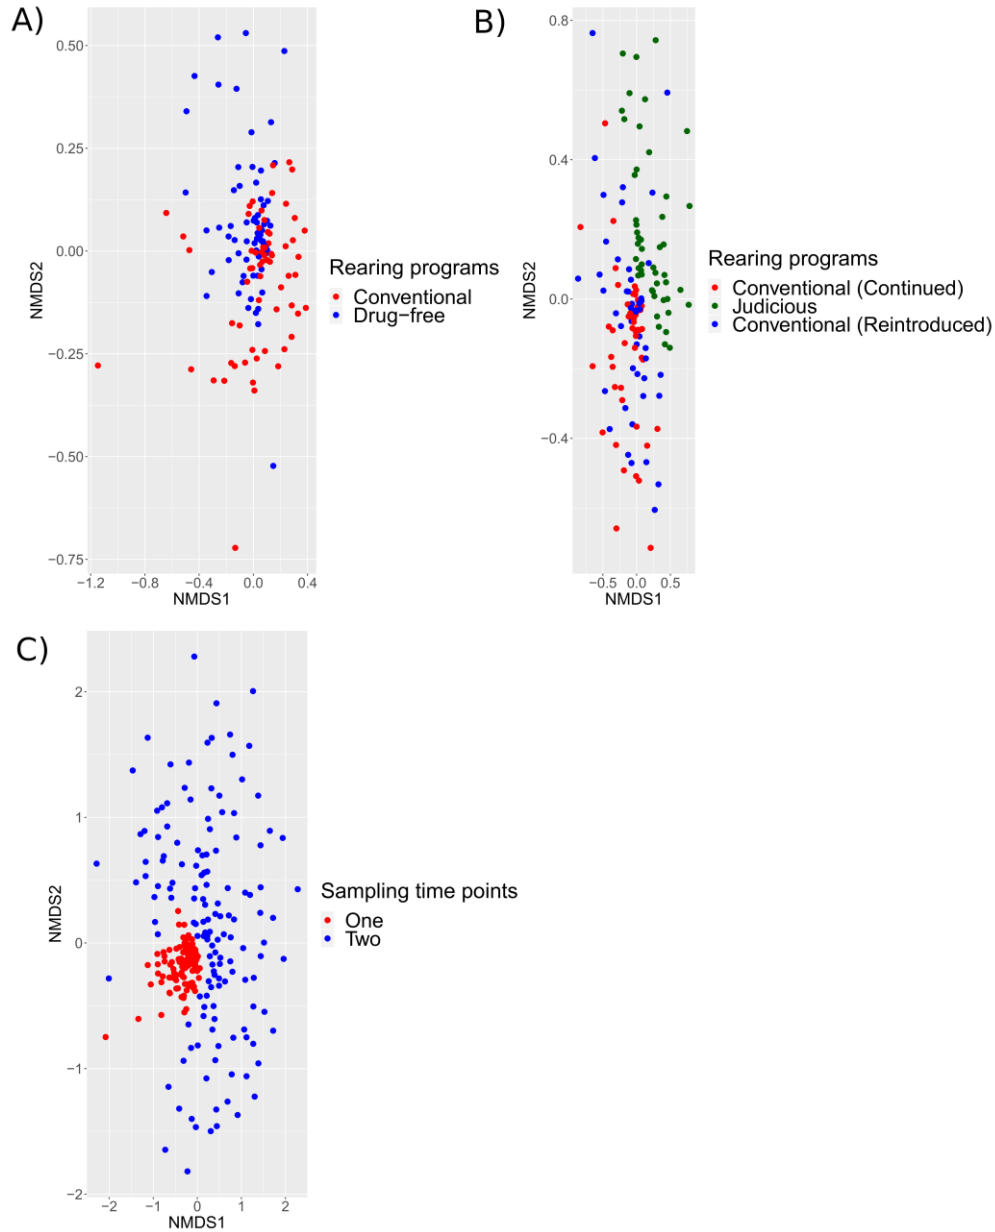 A)
0.50
0.25
0.00
−0.25
−0.50
−0.75
NMDS2
−1.2
−0.8
−0.4
0.0
0.4
NMDS1
Rearing programs
Conventional
Drug−free
B)
0.8
0.4
0.0
−0.4
NMDS2
−0.5
0.0
0.5
NMDS1
Rearing programs
Conventional (Continued)
Judicious
Conventional (Reintroduced)
C)
2
1
0
−1
−2
NMDS2
−2
−1
0
1
2
NMDS1
Sampling time points
One
Two